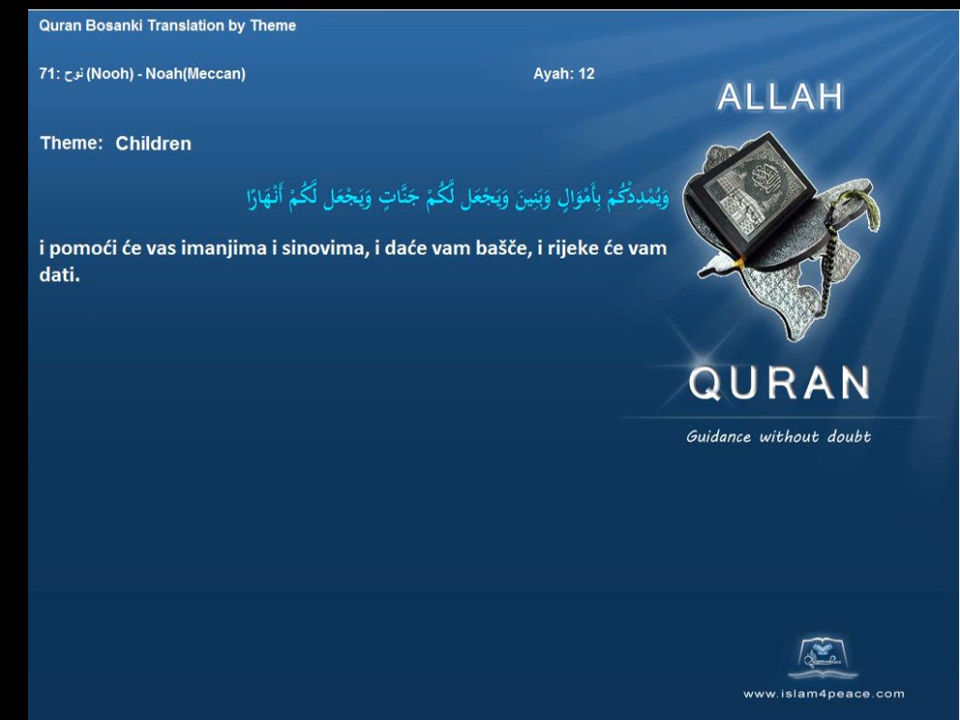 Quran Bosanki Translation by Theme
71: نوح (Nooh) - Noah(Meccan)
Ayah: 12
ALLAH
Theme: Children
وَيُمْدِدْكُمْ بِأَمْوَالٍ وَبَنِينَ وَيَجْعَل لَّكُمْ جَنَّاتٍ وَيَجْعَل لَّكُمْ أَنْهَارًا
i pomoći će vas imanjima i sinovima, i daće vam bašče, i rijeke će vam
dati.
QURAN
Guidance without doubt
www.islam4peace.com